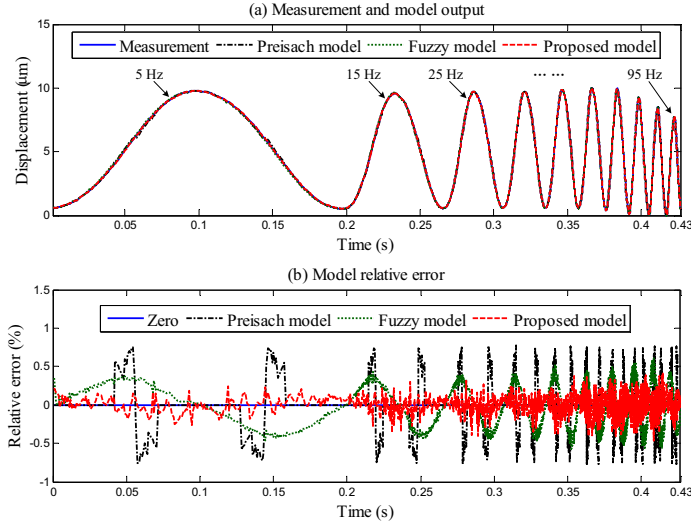 (a) Measurement and model output
15
10
5
0
Displacement (um)
Measurement Preisach model Fuzzy model Proposed model
5 Hz 15 Hz 25 Hz ... ... 95 Hz
0.05 0.1 0.15 0.2 0.25 0.3 0.35 0.4 0.43
Time (s)
(b) Model relative error
1.5
1
0.5
0
-0.5
-1
Relative error (%)
Zero Preisach model Fuzzy model Proposed model
0 0.05 0.1 0.15 0.2 0.25 0.3 0.35 0.4 0.43
Time (s)